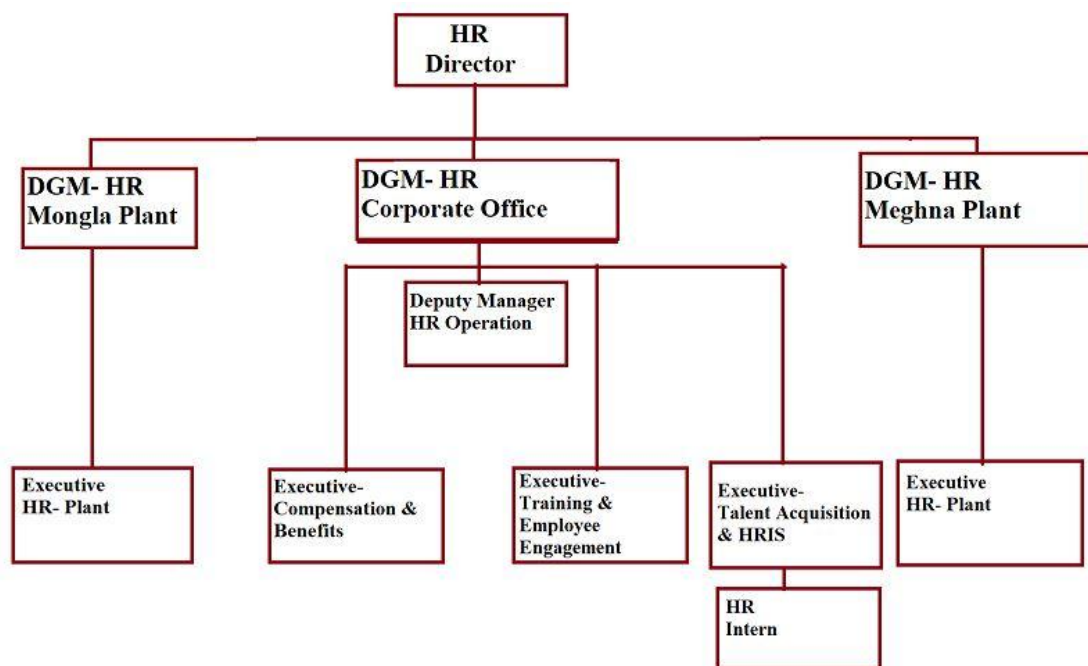 HR
Director
DGM- HR
Mongla Plant
DGM- HR
Corporate Office
DGM- HR
Meghna Plant
Deputy Manager
HR Operation
Executive
HR- Plant
Executive-
Compensation &
Benefits
Executive-
Training &
Employee
Engagement
Executive-
Talent Acquisition
& HRIS
Executive
HR- Plant
HR
Intern